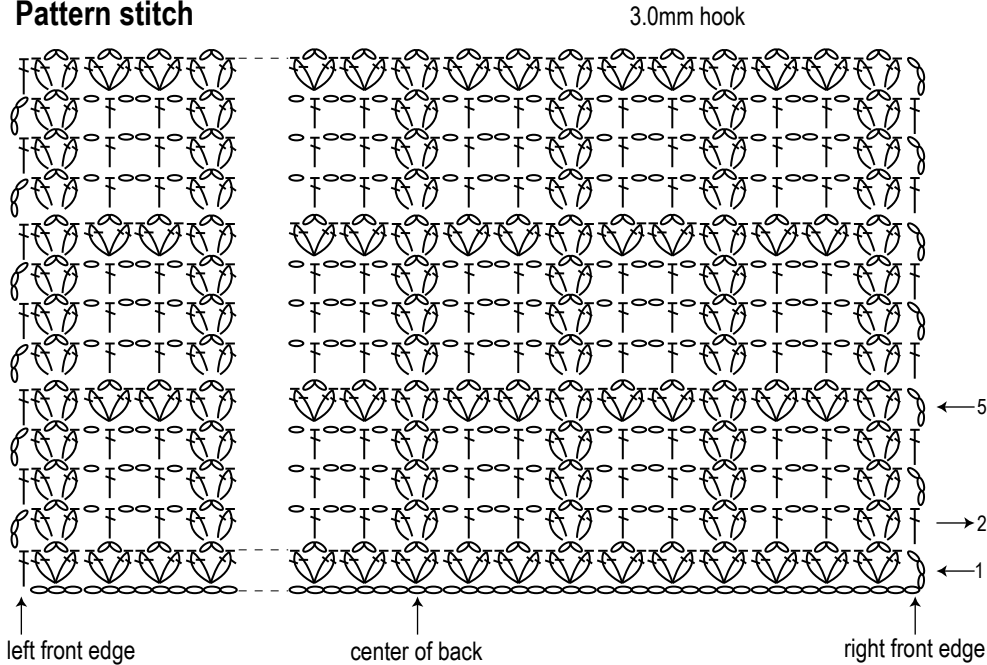 Pattern stitch
3.0mm hook
5
2
1
left front edge
center of back
right front edge